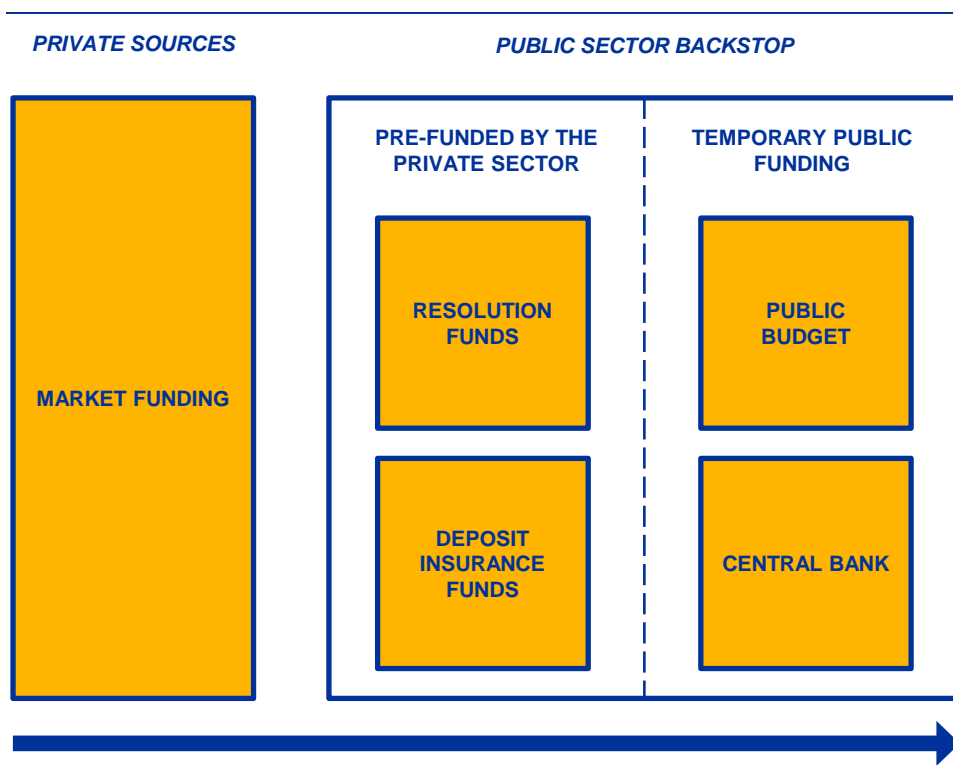 PRIVATE SOURCES
PUBLIC SECTOR BACKSTOP
MARKET FUNDING
PRE-FUNDED BY THE
PRIVATE SECTOR
RESOLUTION
FUNDS
DEPOSIT
INSURANCE
FUNDS
TEMPORARY PUBLIC
FUNDING
PUBLIC
BUDGET
CENTRAL BANK